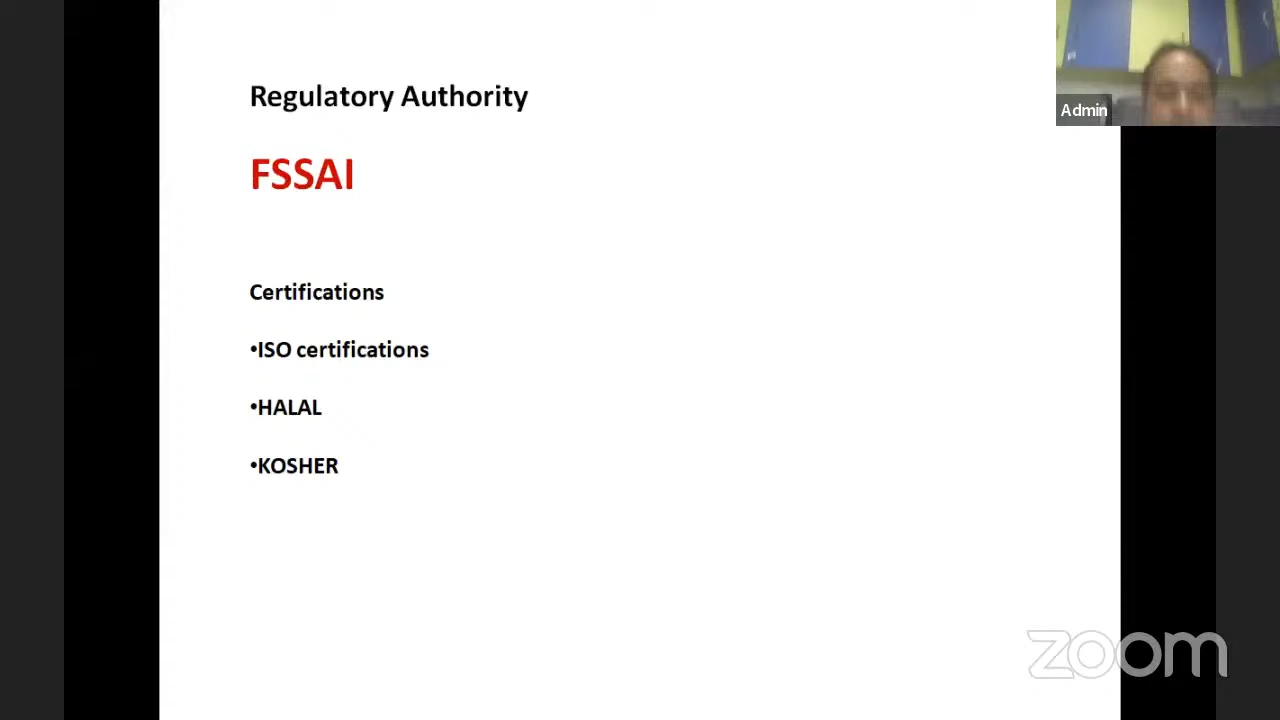 Regulatory Authority
FSSAI
Certifications
•ISO certifications
•HALAL
•KOSHER
Admin
zoom